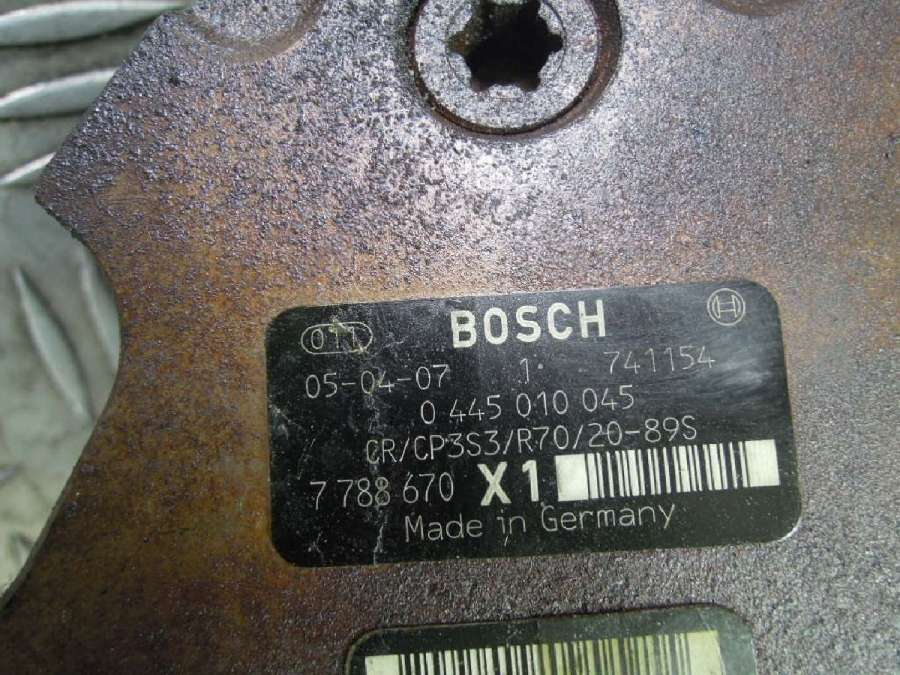 BOSCH
011
05-04-07 1 741154
0 445 010 045
CR/CP3S3/R70/20-89S
7 788 670 X1
Made in Germany